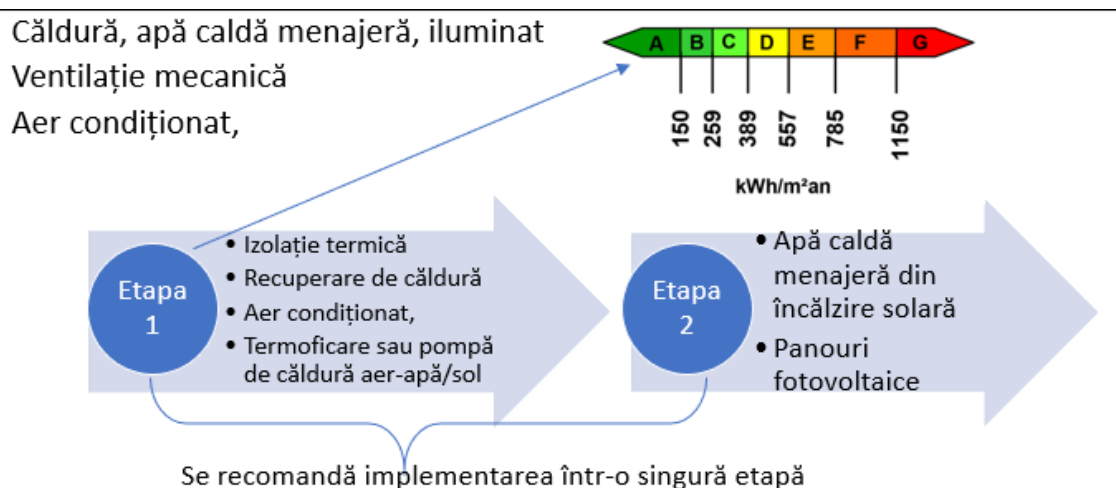 Căldură, apă caldă menajeră, iluminat
Ventilație mecanică
Aer condiționat,
A B C D E F G
150 259 389 557 785 1150
kWh/m²an
Etapa
1
• Izolație termică
• Recuperare de căldură
• Aer condiționat,
• Termoficare sau pompă
de căldură aer-apă/sol
Etapa
2
• Apă caldă
menajeră din
încălzire solară
• Panouri
fotovoltaice
Se recomandă implementarea într-o singură etapă